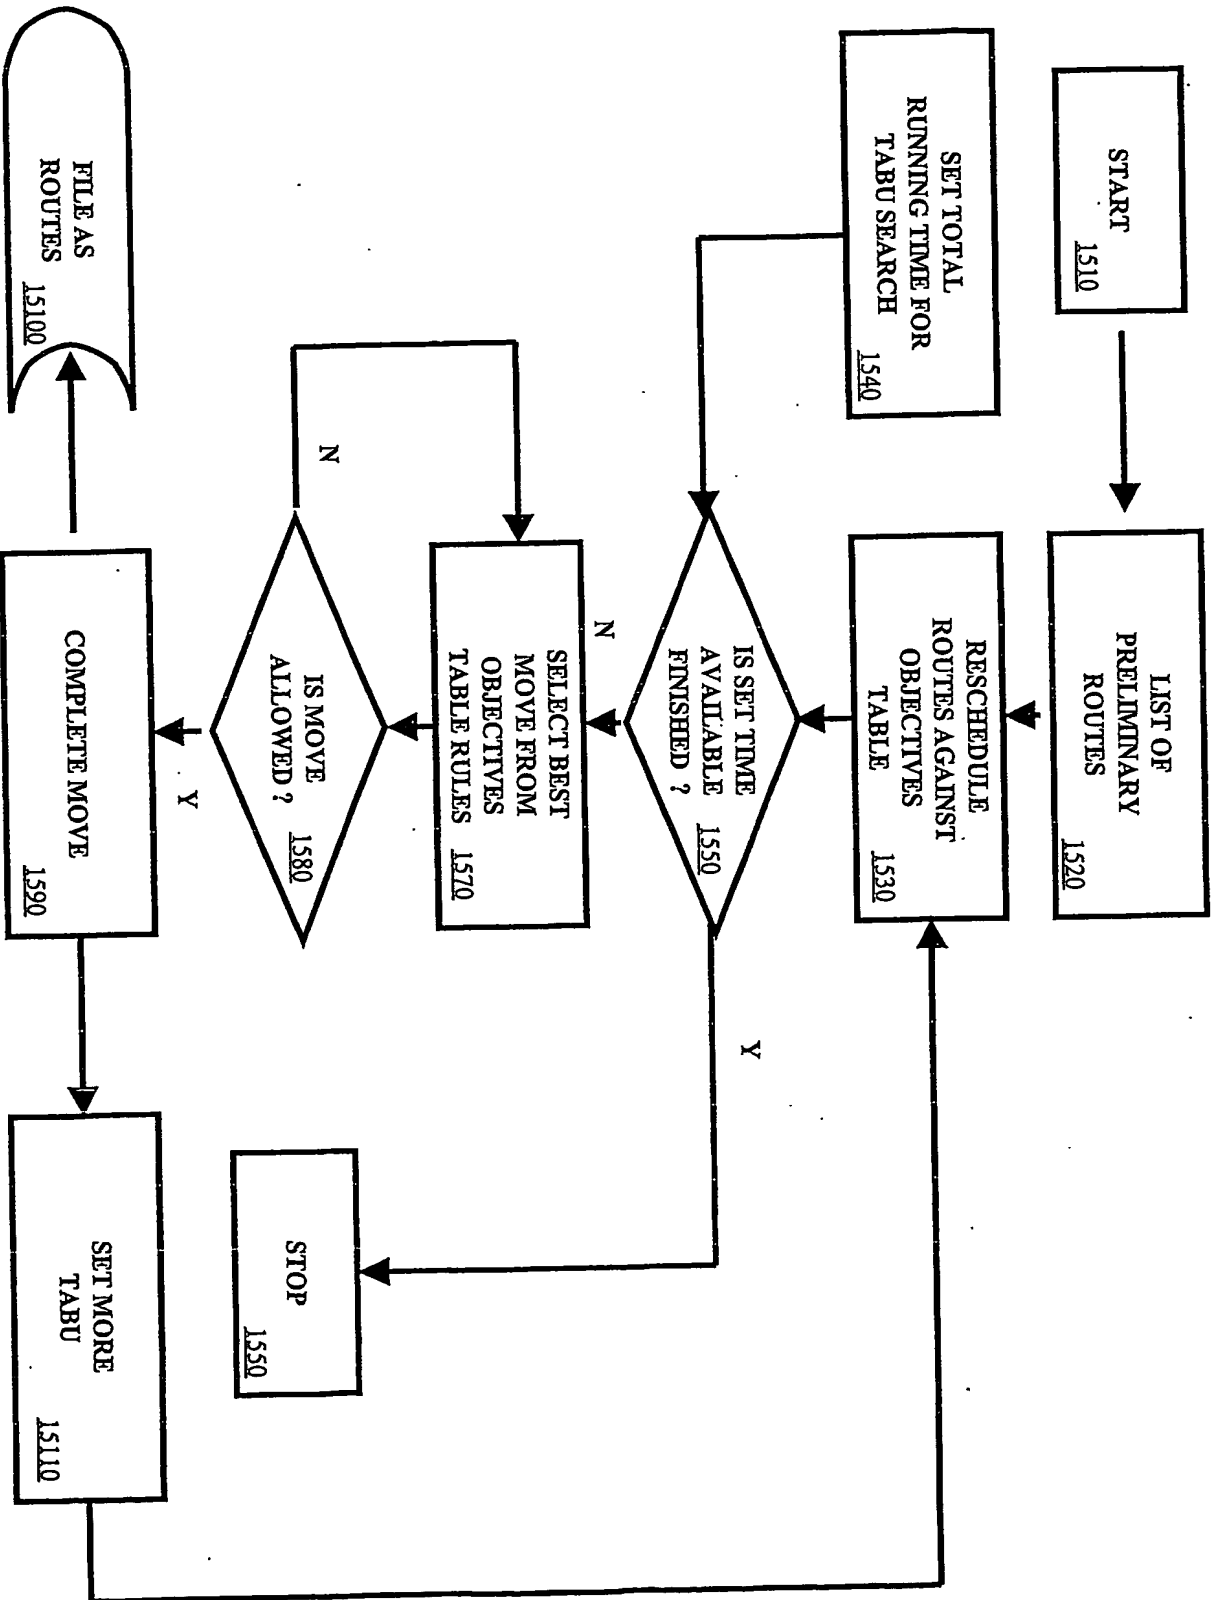 START
1510
LIST OF
PRELIMINARY
ROUTES
1520
SET TOTAL
RUNNING TIME FOR
TABU SEARCH
1540
RESCHEDULE
ROUTES AGAINST
OBJECTIVES
TABLE
1530
IS SET TIME
AVAILABLE
FINISHED ?
1550
Y
N
SELECT BEST
MOVE FROM
OBJECTIVES
TABLE RULES
1570
STOP
1550
N
IS MOVE
ALLOWED ?
1580
Y
FILE AS
ROUTES
15100
COMPLETE MOVE
1590
SET MORE
TABU
15110